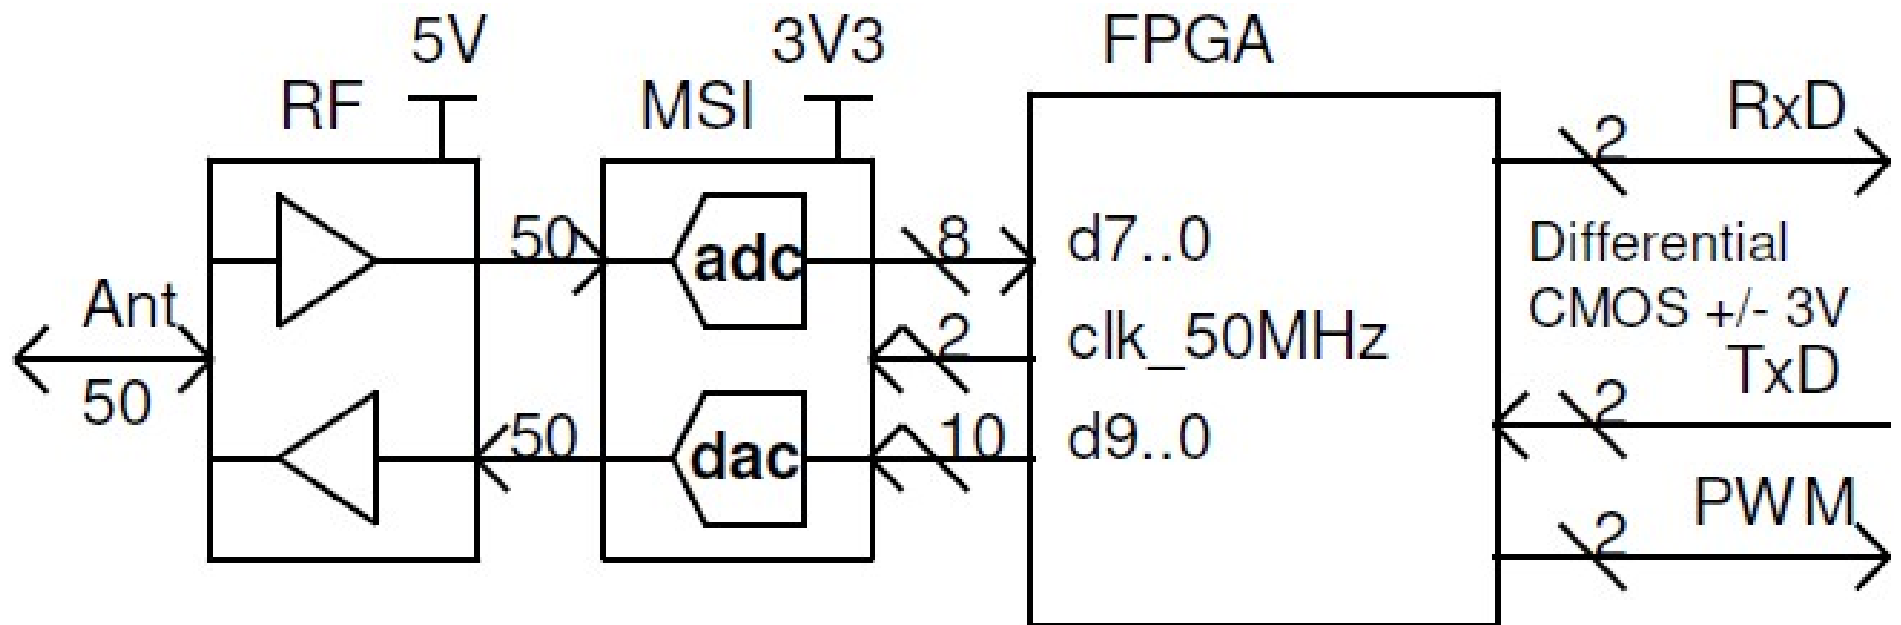 5V
3V3
FPGA
RF
MSI
RxD
2
50
adc
8
d7..0
Differential
Ant
CMOS +/- 3V
2
clk_50MHz
TxD
50
50
dac
10
d9..0
2
PWM
2